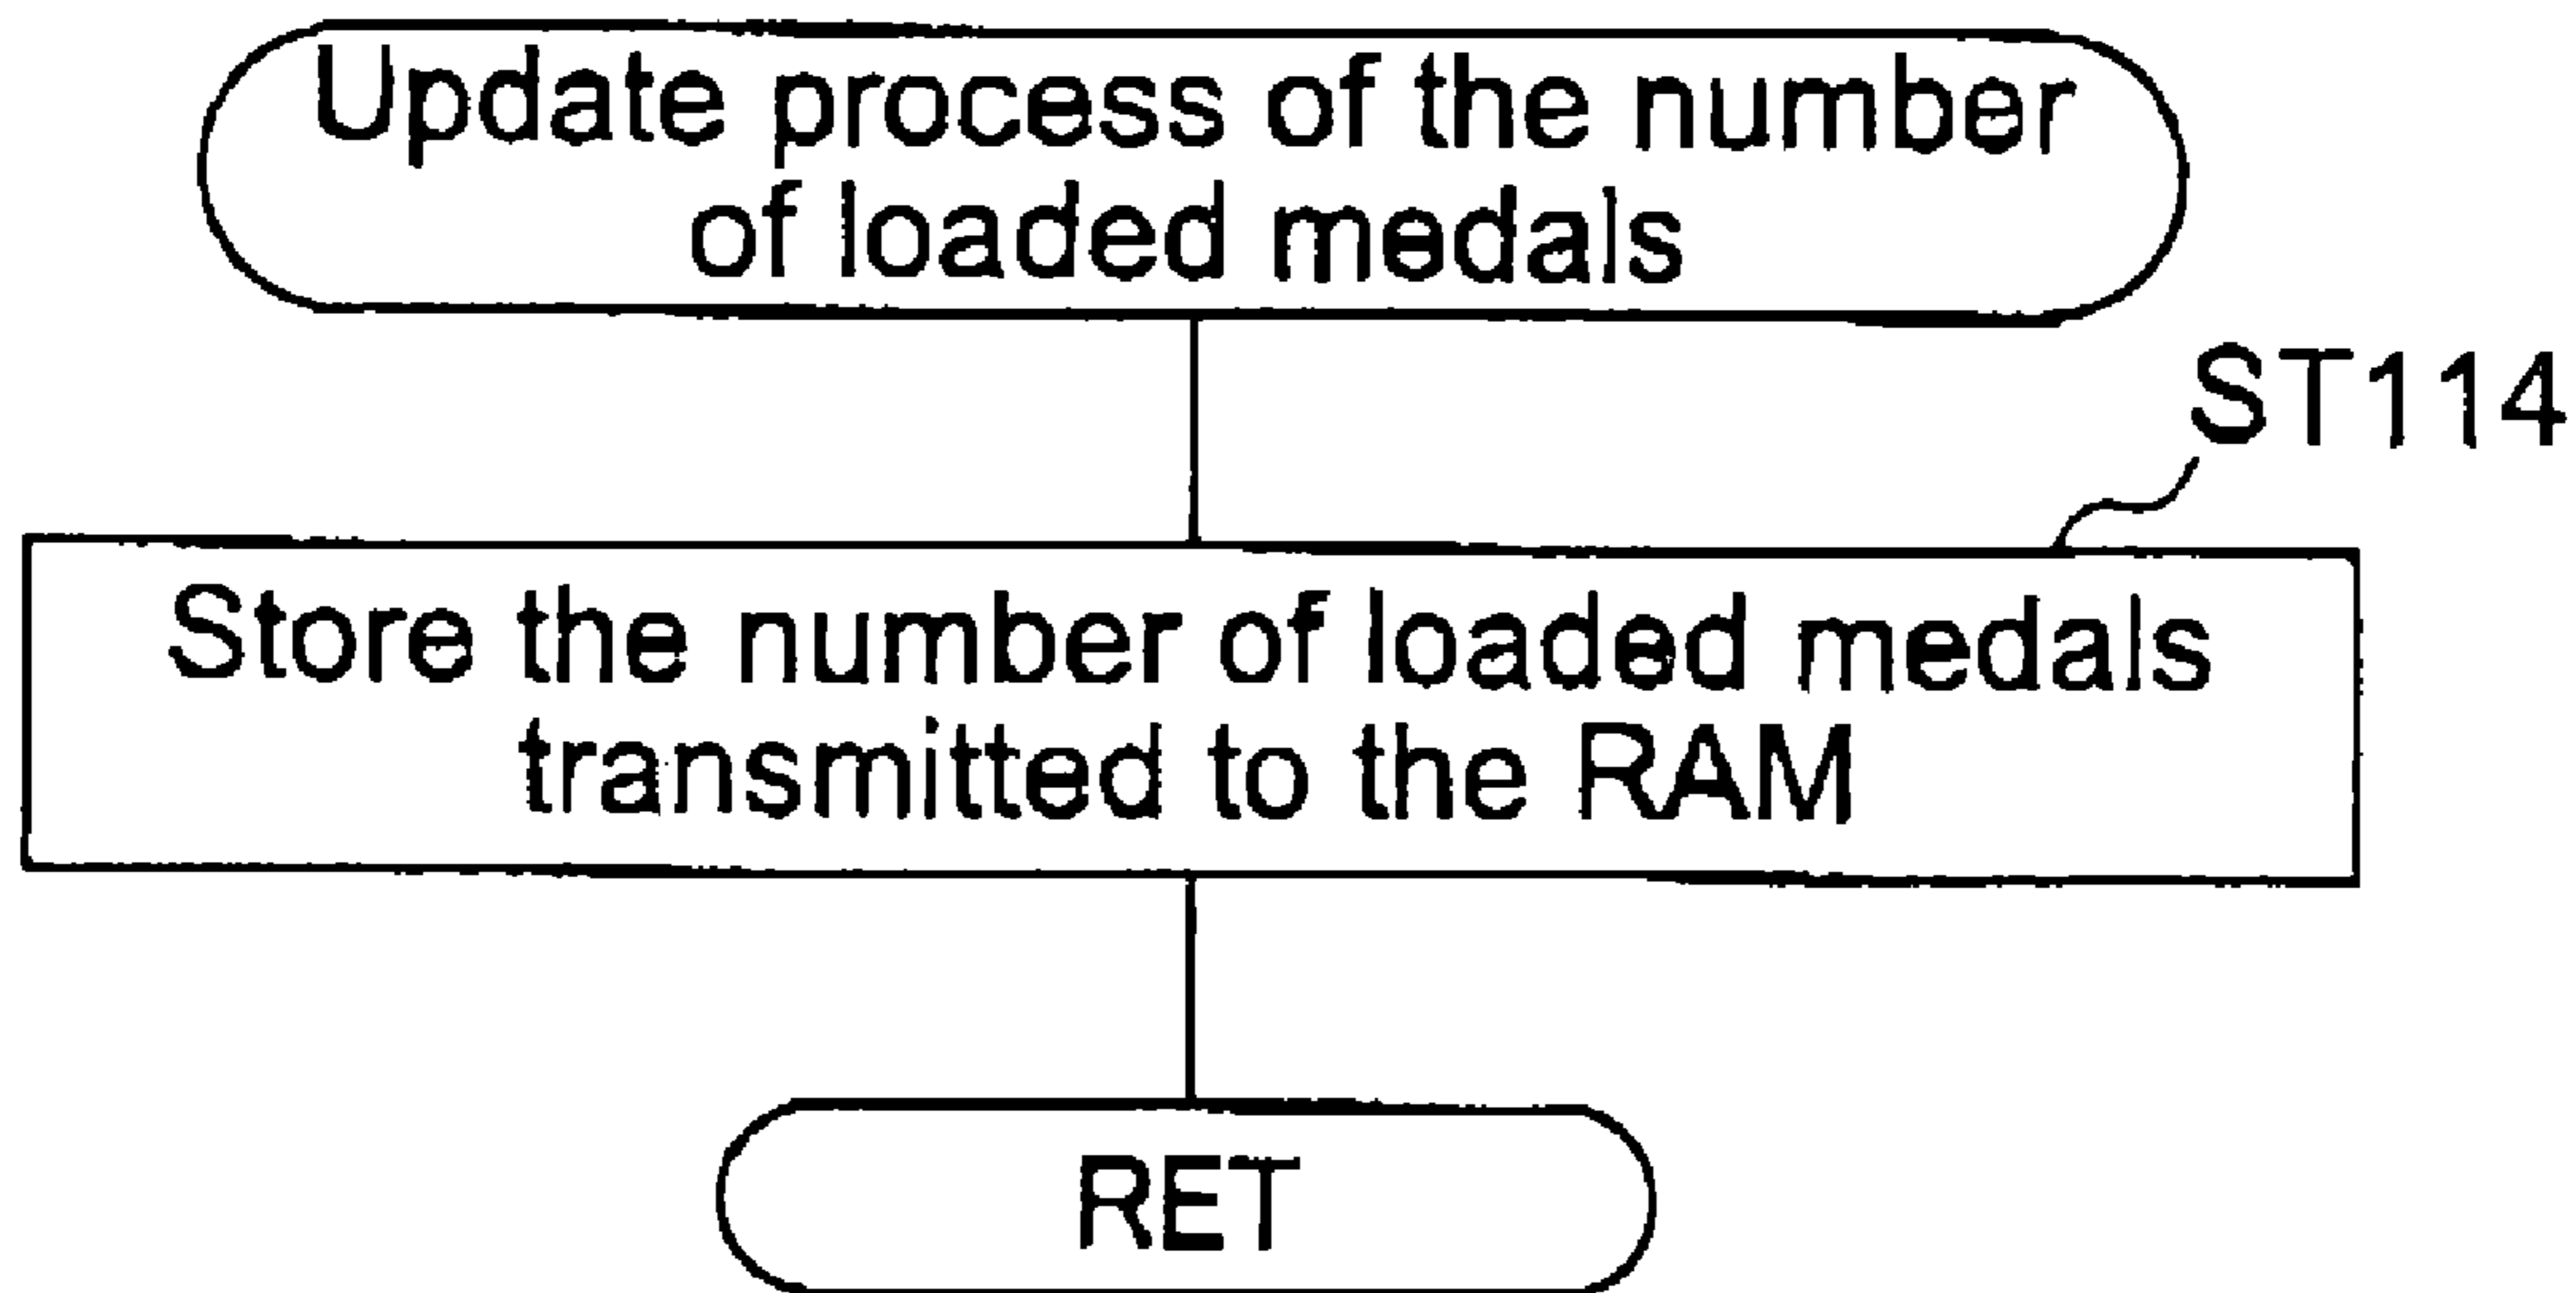 Update process of the number
of loaded medals
ST114
Store the number of loaded medals
transmitted to the RAM
RET